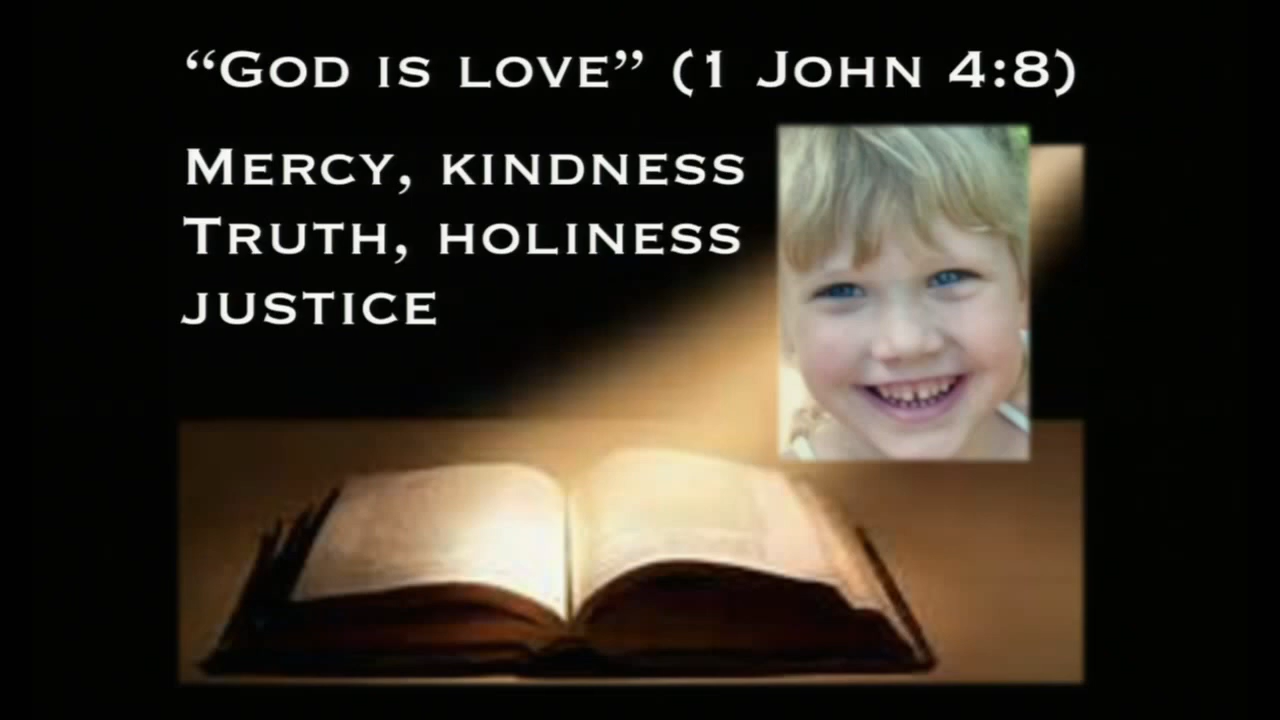 “God is love” (1 John 4:8)
Mercy, kindness
Truth, holiness
justice